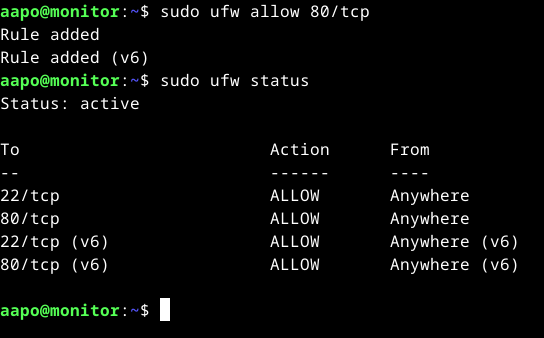 aapo@monitor:~$ sudo ufw allow 80/tcp
Rule added
Rule added (v6)
aapo@monitor:~$ sudo ufw status
Status: active

To                         Action      From
--                         ------      ----
22/tcp                     ALLOW       Anywhere
80/tcp                     ALLOW       Anywhere
22/tcp (v6)                ALLOW       Anywhere (v6)
80/tcp (v6)                ALLOW       Anywhere (v6)

aapo@monitor:~$